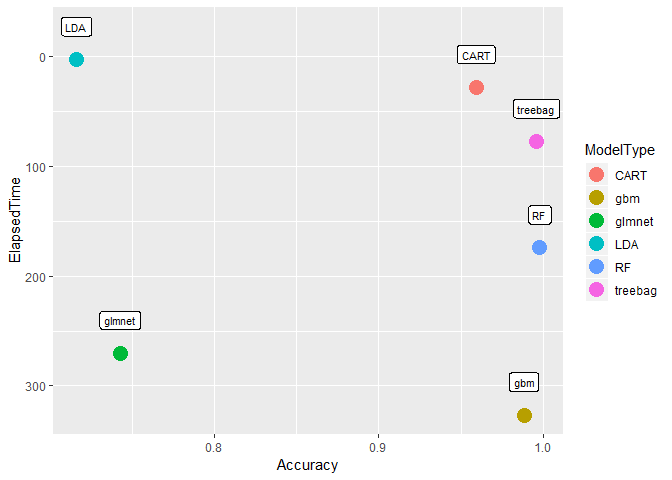 LDA
CART
treebag
RF
glmnet
gbm
0
100
200
300
ElapsedTime
0.8
0.9
1.0
Accuracy
ModelType
CART
gbm
glmnet
LDA
RF
treebag